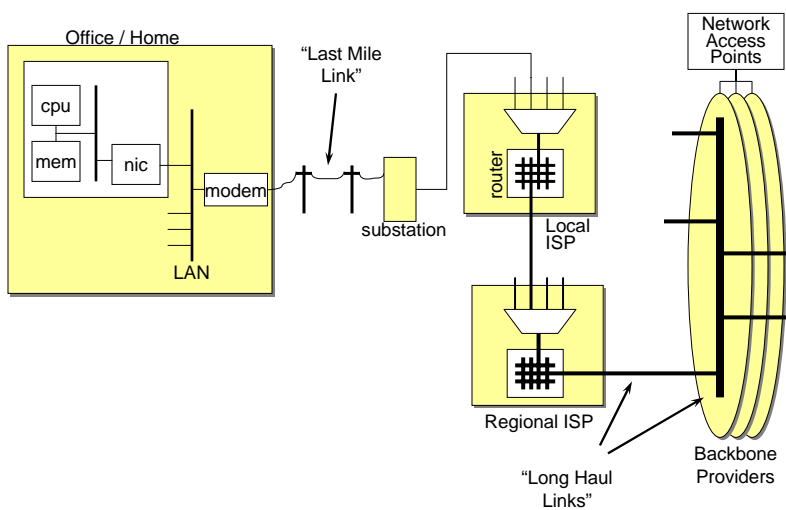 Office / Home
cpu
mem
nic
modem
LAN
“Last Mile
Link”
substation
router
Local
ISP
Regional ISP
“Long Haul
Links”
Network
Access
Points
Backbone
Providers